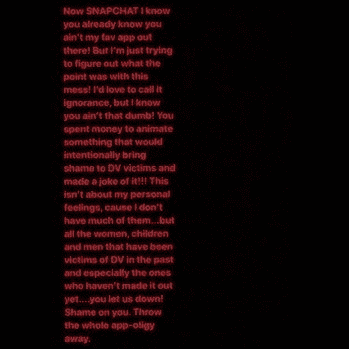 Now SNAPCHAT I know
you already know you
ain't my fav app out
there! But I'm just trying
to figure out what the
point was with this
mess! I'd love to call it
ignorance, but I know
you ain't that dumb! You
spent money to animate
something that would
intentionally bring
shame to DV victims and
made a joke of it!!! This
isn't about my personal
feelings, cause I don't
have much of them...but
all the women, children
and men that have been
victims of DV in the past
and especially the ones
who haven't made it out
yet....you let us down!
Shame on you. Throw
the whole app-oligy
away.